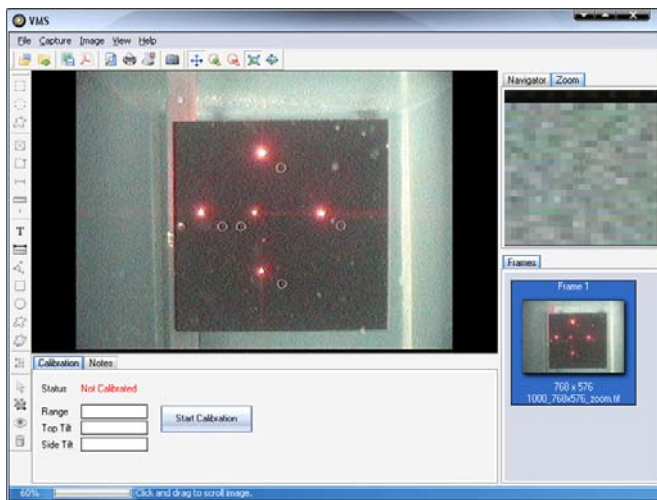 VMS
File Capture Image View Help
Navigator Zoom
T
Frames
Frame 1
768 x 576
1000_768x576_zoom.tif
Calibration Notes
Status Not Calibrated
Range
Top Tilt
Side Tilt
Start Calibration
60%
Click and drag to scroll image.